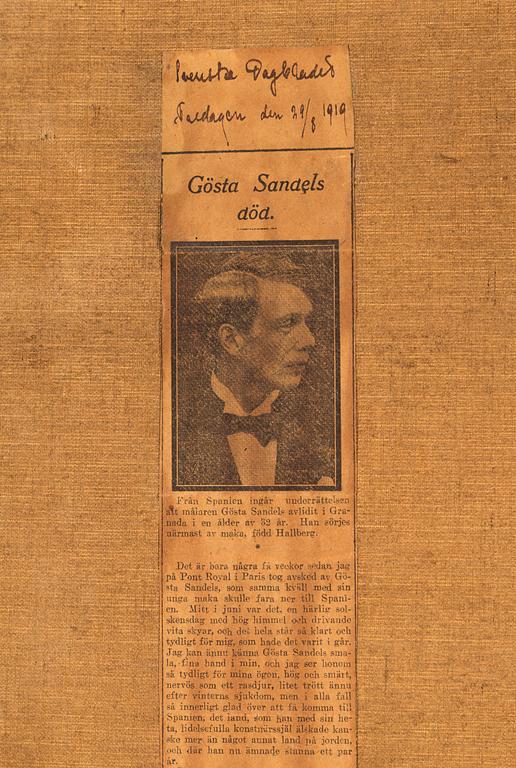 Svenska Dagbladet
den 29/8 1919
Gösta Sandels
död.
Från Spanien ingår underrättelsen
att målaren Gösta Sandels avlidit i Gra-
nada i en ålder av 32 år. Han sörjes
närmast av maka, född Hallberg.
Det är bara några få veckor sedan jag
på Pont Royal i Paris tog avsked av Gö-
sta Sandels, som samma kväll med sin
unga maka skulle fara ner till Spani-
en. Mitt i juni var det, en härlig sol-
skensdag med hög himmel och drivande
vita skyar, och det hela står så klart och
tydligt för mig, som hade det varit i går.
Jag kan ännu känna Gösta Sandels sma-
la, fina hand i min, och jag ser honom
så tydligt för mina ögon, hög och smärt,
nervös som ett rasdjur, litet trött ännu
efter vinterns sjukdom, men i alla fall
så innerligt glad över att få komma till
Spanien, det land, som han med sin he-
ta, lidelsefulla konstnärssjäl älskade kan-
ske mer än något annat land på jorden,
och där han nu ämnade stanna ett par
år.